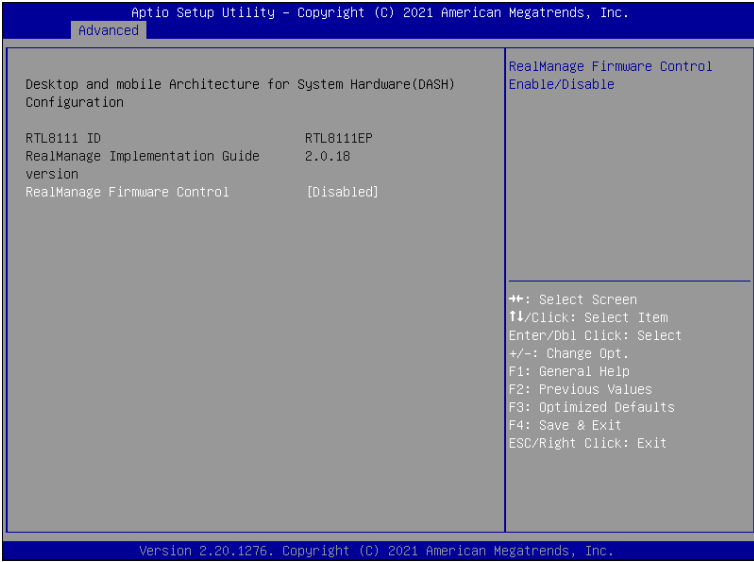 Aptio Setup Utility – Copyright (C) 2021 American Megatrends, Inc.
Advanced
Desktop and mobile Architecture for System Hardware(DASH)
Configuration
RTL8111 ID RTL8111EP
RealManage Implementation Guide 2.0.18
version
RealManage Firmware Control [Disabled]
RealManage Firmware Control
Enable/Disable
→←: Select Screen
↑↓/Click: Select Item
Enter/Dbl Click: Select
+/-: Change Opt.
F1: General Help
F2: Previous Values
F3: Optimized Defaults
F4: Save & Exit
ESC/Right Click: Exit
Version 2.20.1276. Copyright (C) 2021 American Megatrends, Inc.